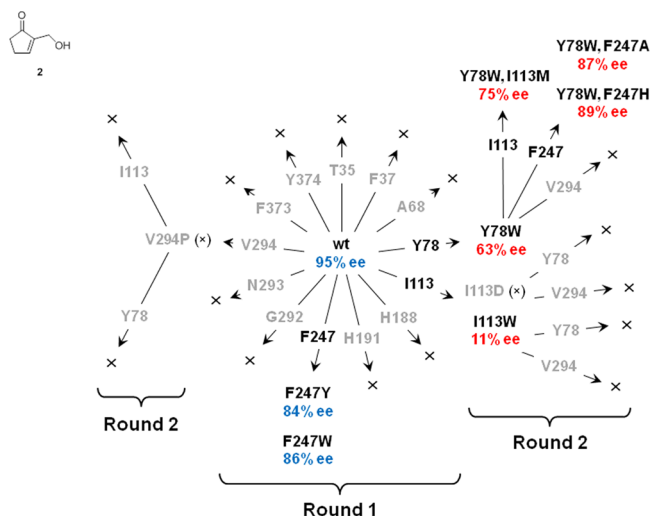 O
OH
2
Y78W, F247A
87% ee
Y78W, I113M
75% ee
Y78W, F247H
89% ee
×
×
×
×
I113
F247
×
I113
T35
Y374
F37
×
×
V294
F373
A68
V294P (×)
V294
wt
95% ee
Y78
Y78W
63% ee
×
Y78
N293
I113
I113D (×)
V294
×
×
Y78
G292
F247
H191
H188
I113W
11% ee
Y78
×
V294
×
×
×
×
×
F247Y
84% ee
F247W
86% ee
Round 2
Round 2
Round 1